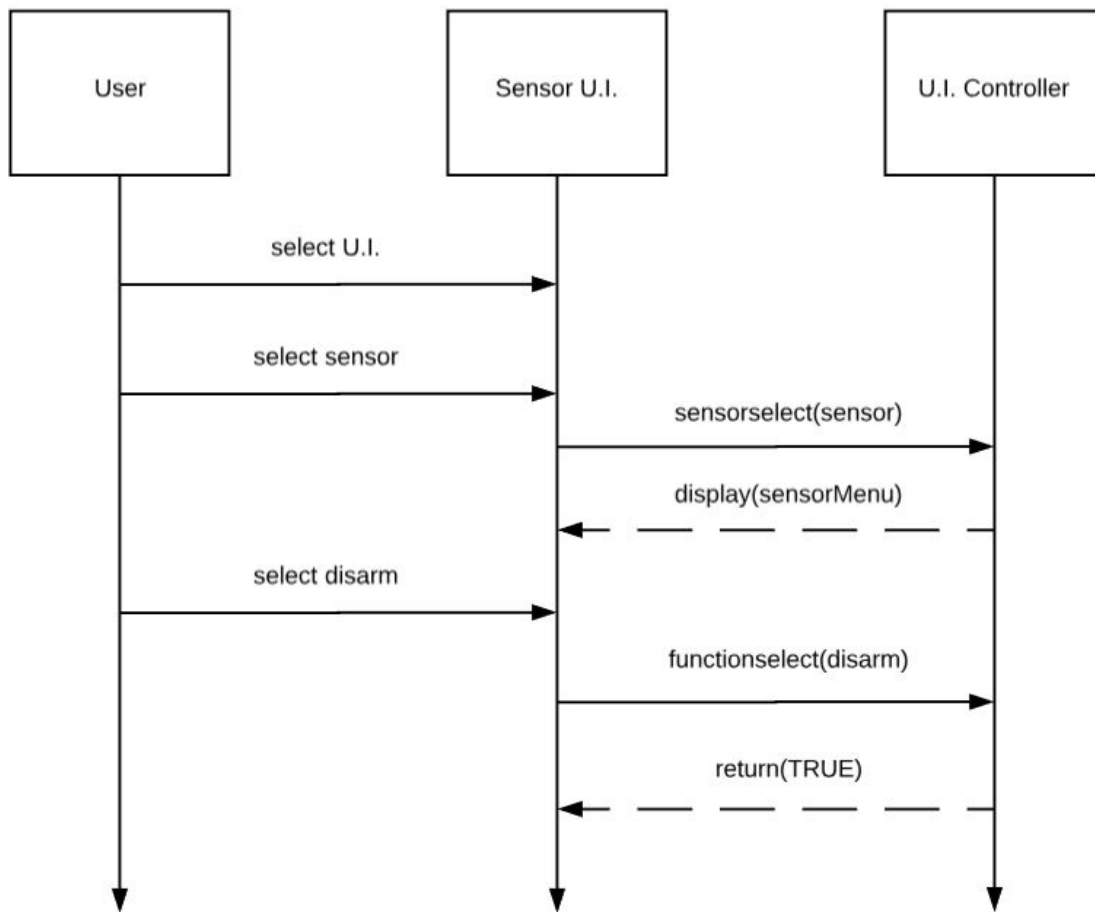 User
Sensor U.I.
U.I. Controller
select U.I.
select sensor
sensorselect(sensor)
display(sensorMenu)
select disarm
functionselect(disarm)
return(TRUE)